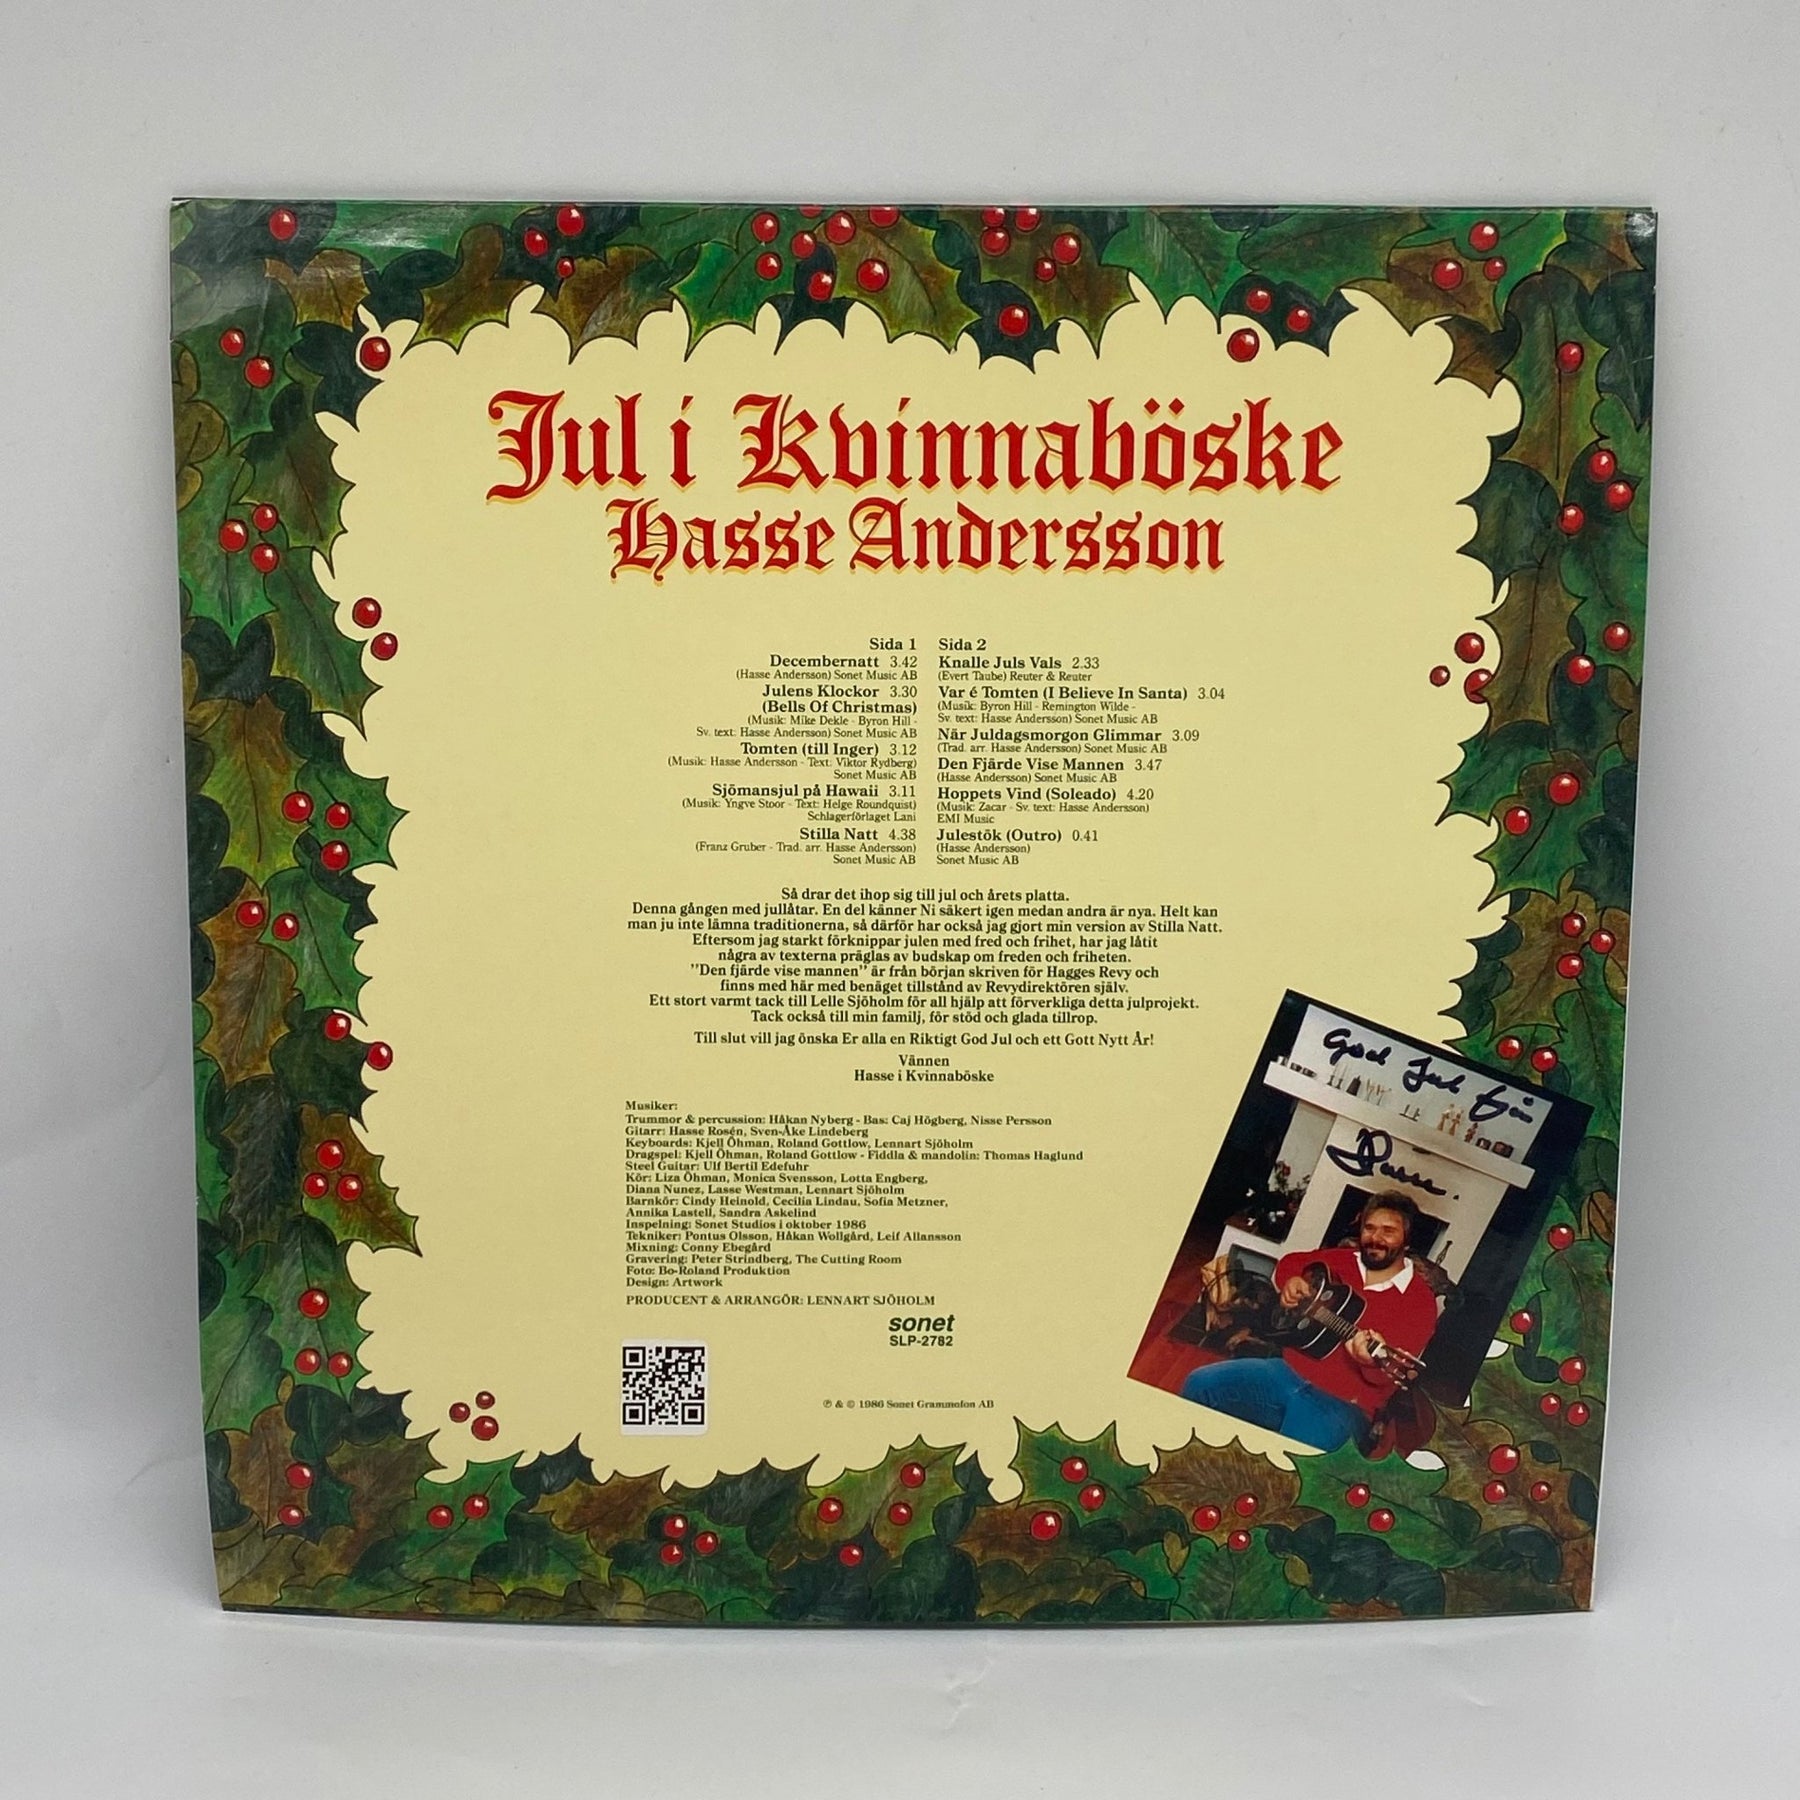 Jul i Kvinnaböske
Hasse Andersson
Sida 1
Decembernatt 3.42
(Hasse Andersson) Sonet Music AB
Julens Klockor 3.30
(Bells Of Christmas)
(Musik: Mike Dekle - Byron Hill -
Sv. text: Hasse Andersson) Sonet Music AB
Tomten (till Inger) 3.12
(Musik: Hasse Andersson - Text: Viktor Rydberg)
Sonet Music AB
Sjömansjul på Hawaii 3.11
(Musik: Yngve Stoor - Text: Helge Roundquist)
Schlagerförlaget Lani
Stilla Natt 4.38
(Franz Gruber - Trad. arr. Hasse Andersson)
Sonet Music AB
Sida 2
Knalle Juls Vals 2.33
(Evert Taube) Reuter & Reuter
Var é Tomten (I Believe In Santa) 3.04
(Musik: Byron Hill - Remington Wilde -
Sv. text: Hasse Andersson) Sonet Music AB
När Juldagsmorgon Glimmar 3.09
(Trad. arr. Hasse Andersson) Sonet Music AB
Den Fjärde Vise Mannen 3.47
(Hasse Andersson) Sonet Music AB
Hoppets Vind (Soleado) 4.20
(Musik: Zacar - Sv. text: Hasse Andersson)
EMI Music
Julestök (Outro) 0.41
(Hasse Andersson)
Sonet Music AB
Så drar det ihop sig till jul och årets platta.
Denna gången med jullåtar. En del känner Ni säkert igen medan andra är nya. Helt kan
man ju inte lämna traditionerna, så därför har också jag gjort min version av Stilla Natt.
Eftersom jag starkt förknippar julen med fred och frihet, har jag låtit
några av texterna präglas av budskap om freden och friheten.
"Den fjärde vise mannen" är från början skriven för Hagges Revy och
finns med här med benäget tillstånd av Revydirektören själv.
Ett stort varmt tack till Lelle Sjöholm för all hjälp att förverkliga detta julprojekt.
Tack också till min familj, för stöd och glada tillrop.
Till slut vill jag önska Er alla en Riktigt God Jul och ett Gott Nytt År!
Vännen
Hasse i Kvinnaböske
Musiker:
Trummor & percussion: Håkan Nyberg - Bas: Caj Högberg, Nisse Persson
Gitarr: Hasse Rosén, Sven-Åke Lindeberg
Keyboards: Kjell Öhman, Roland Gottlow, Lennart Sjöholm
Dragspel: Kjell Öhman, Roland Gottlow - Fiddla & mandolin: Thomas Haglund
Steel Guitar: Ulf Bertil Edefuhr
Kör: Liza Öhman, Monica Svensson, Lotta Engberg,
Diana Nunez, Lasse Westman, Lennart Sjöholm
Barnkör: Cindy Heinold, Cecilia Lindau, Sofia Metzner,
Annika Lastell, Sandra Askelind
Inspelning: Sonet Studios i oktober 1986
Tekniker: Pontus Olsson, Håkan Wollgård, Leif Allansson
Mixning: Conny Ebegård
Gravering: Peter Strindberg, The Cutting Room
Foto: Bo-Roland Produktion
Design: Artwork
PRODUCENT & ARRANGÖR: LENNART SJÖHOLM
sonet
SLP-2782
℗ & © 1986 Sonet Grammofon AB
God Jul från
Hasse.